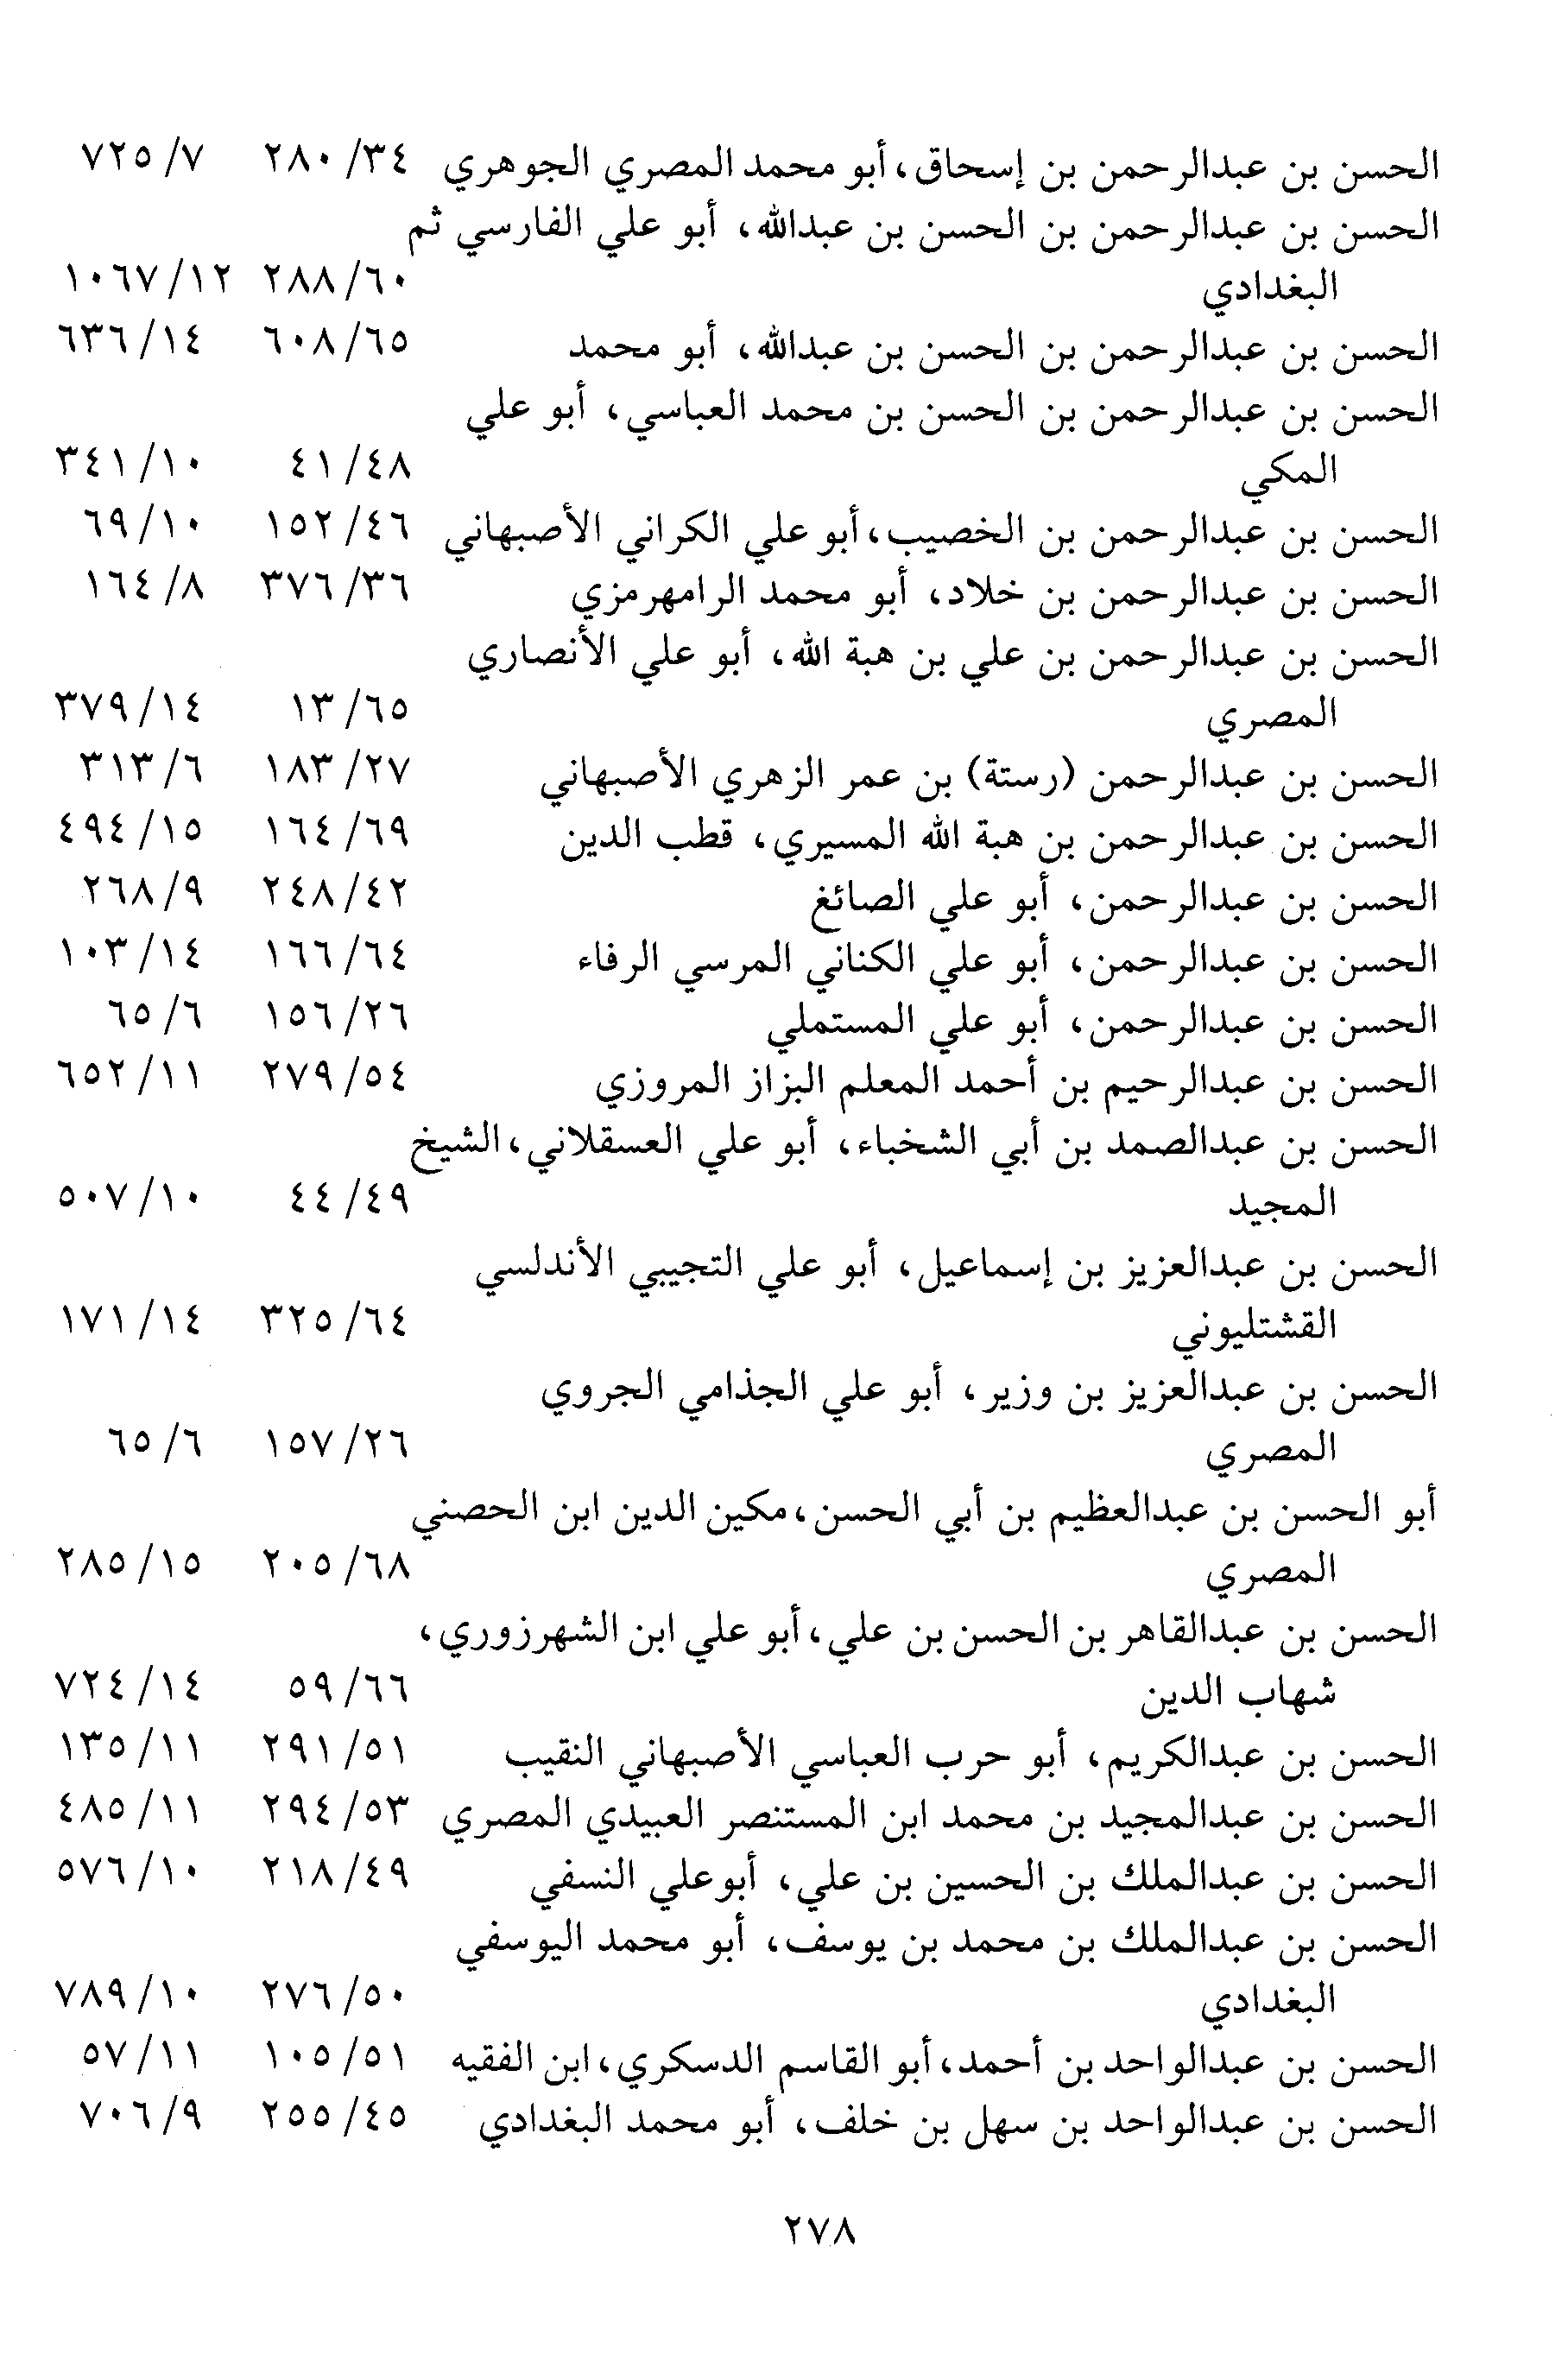 الحسن بن عبدالرحمن بن إسحاق، أبو محمد المصري الجوهري ٣٤/ ٢٨٠ ٧/ ٧٢٥
الحسن بن عبدالرحمن بن الحسن بن عبدالله، أبو علي الفارسي ثم
البغدادي ٦٠/ ٢٨٨ ١٢/ ١٠٦٧
الحسن بن عبدالرحمن بن الحسن بن عبدالله، أبو محمد ٦٥/ ٦٠٨ ١٤/ ٦٣٦
الحسن بن عبدالرحمن بن الحسن بن محمد العباسي، أبو علي
المكي ٤٨/ ٤١ ١٠/ ٣٤١
الحسن بن عبدالرحمن بن الخصيب، أبو علي الكراني الأصبهاني ٤٦/ ١٥٢ ١٠/ ٦٩
الحسن بن عبدالرحمن بن خلاد، أبو محمد الرامهرمزي ٣٦/ ٣٧٦ ٨/ ١٦٤
الحسن بن عبدالرحمن بن علي بن هبة الله، أبو علي الأنصاري
المصري ٦٥/ ١٣ ١٤/ ٣٧٩
الحسن بن عبدالرحمن (رستة) بن عمر الزهري الأصبهاني ٢٧/ ١٨٣ ٦/ ٣١٣
الحسن بن عبدالرحمن بن هبة الله المسيري، قطب الدين ٦٩/ ١٦٤ ١٥/ ٤٩٤
الحسن بن عبدالرحمن، أبو علي الصائغ ٤٢/ ٢٤٨ ٩/ ٢٦٨
الحسن بن عبدالرحمن، أبو علي الكناني المرسي الرفاء ٦٤/ ١٦٦ ١٤/ ١٠٣
الحسن بن عبدالرحمن، أبو علي المستملي ٢٦/ ١٥٦ ٦/ ٦٥
الحسن بن عبدالرحيم بن أحمد المعلم البزاز المروزي ٥٤/ ٢٧٩ ١١/ ٦٥٢
الحسن بن عبدالصمد بن أبي الشخباء، أبو علي العسقلاني، الشيخ
المجيد ٤٩/ ٤٤ ١٠/ ٥٠٧
الحسن بن عبدالعزيز بن إسماعيل، أبو علي التجيبي الأندلسي
القشتليوني ٦٤/ ٣٢٥ ١٤/ ١٧١
الحسن بن عبدالعزيز بن وزير، أبو علي الجذامي الجروي
المصري ٢٦/ ١٥٧ ٦/ ٦٥
أبو الحسن بن عبدالعظيم بن أبي الحسن، مكين الدين ابن الحصني
المصري ٦٨/ ٢٠٥ ١٥/ ٢٨٥
الحسن بن عبدالقاهر بن الحسن بن علي، أبو علي ابن الشهرزوري،
شهاب الدين ٦٦/ ٥٩ ١٤/ ٧٢٤
الحسن بن عبدالكريم، أبو حرب العباسي الأصبهاني النقيب ٥١/ ٢٩١ ١١/ ١٣٥
الحسن بن عبدالمجيد بن محمد ابن المستنصر العبيدي المصري ٥٣/ ٢٩٤ ١١/ ٤٨٥
الحسن بن عبدالملك بن الحسين بن علي، أبوعلي النسفي ٤٩/ ٢١٨ ١٠/ ٥٧٦
الحسن بن عبدالملك بن محمد بن يوسف، أبو محمد اليوسفي
البغدادي ٥٠/ ٢٧٦ ١٠/ ٧٨٩
الحسن بن عبدالواحد بن أحمد، أبو القاسم الدسكري، ابن الفقيه ٥١/ ١٠٥ ١١/ ٥٧
الحسن بن عبدالواحد بن سهل بن خلف، أبو محمد البغدادي ٤٥/ ٢٥٥ ٩/ ٧٠٦
٢٧٨